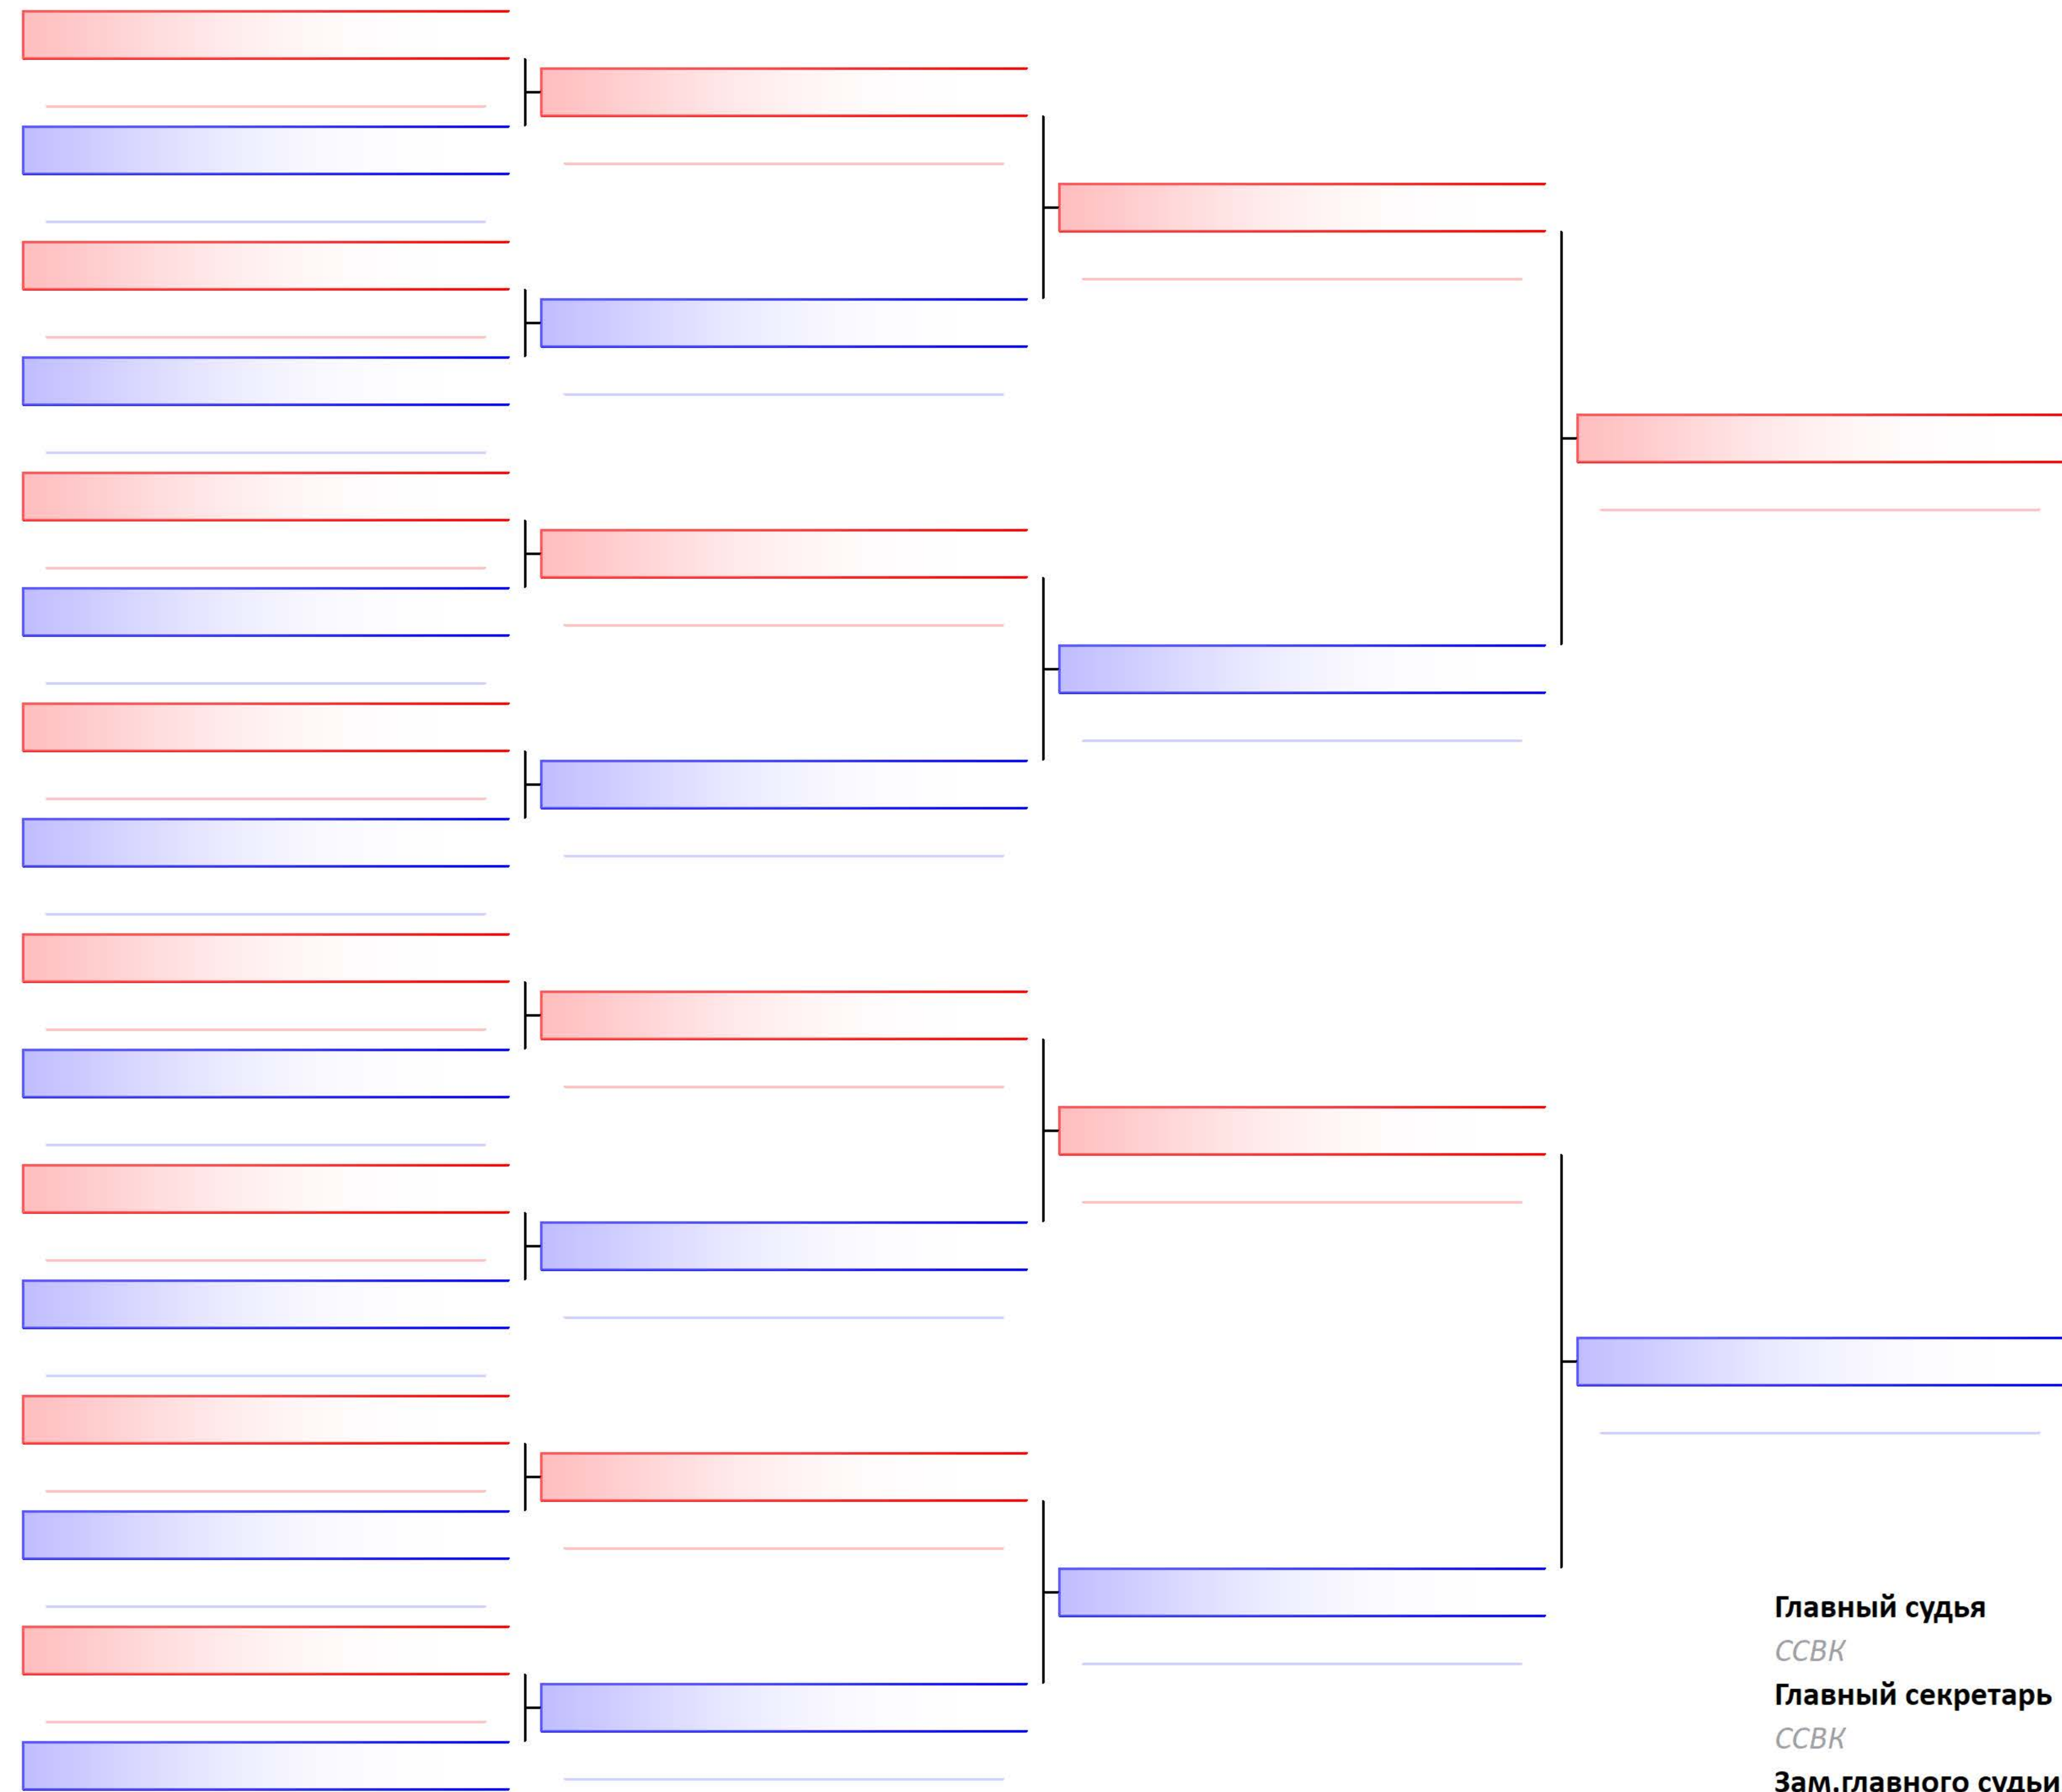 Главный судья
ССВК
Главный секретарь
ССВК
Зам.главного судьи